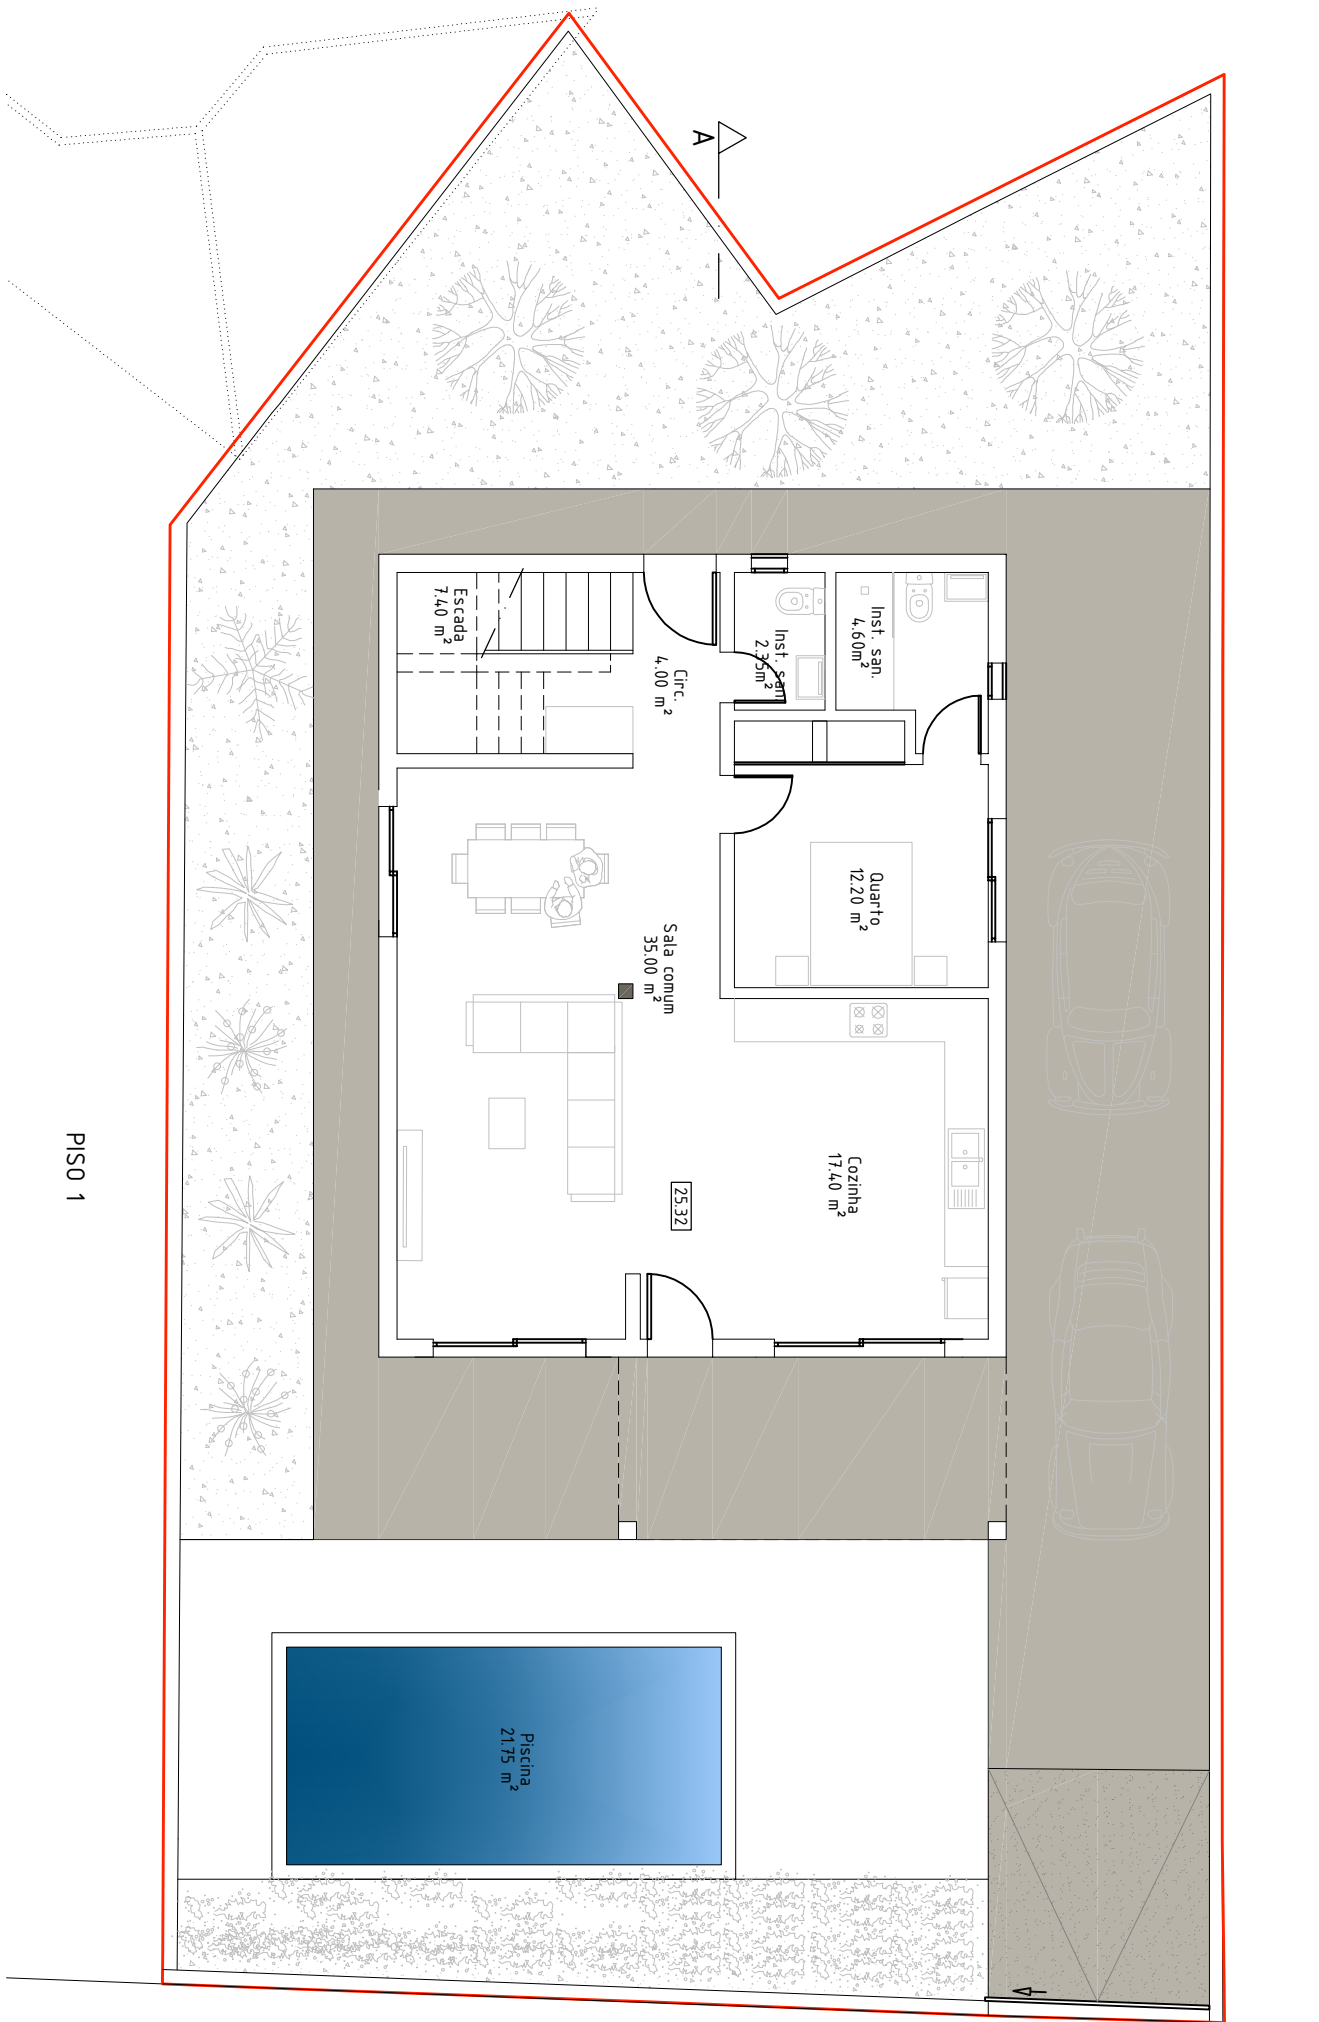 A
Inst. san.
4.60m²
Inst. san.
2.35m²
Escada
7.40 m²
Circ.
4.00 m²
Quarto
12.20 m²
Sala comum
35.00 m²
Cozinha
17.40 m²
25.32
PISO 1
Piscina
21.75 m²